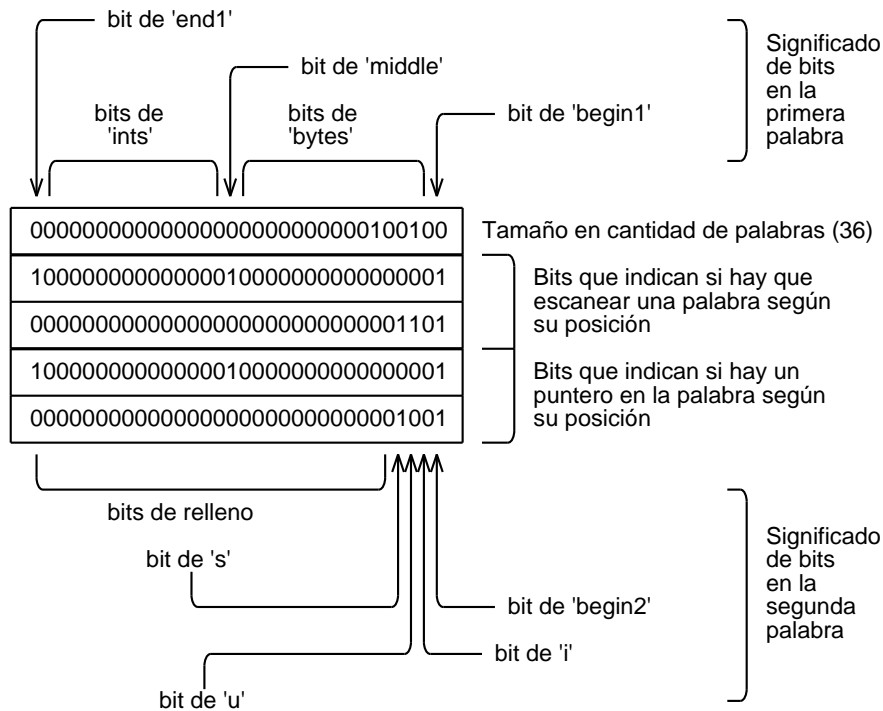 bit de 'end1'
bit de 'middle'
bits de
'ints'
bits de
'bytes'
bit de 'begin1'
Significado
de bits
en la
primera
palabra
00000000000000000000000000100100
Tamaño en cantidad de palabras (36)
10000000000000010000000000000001
00000000000000000000000000001101
Bits que indican si hay que
escanear una palabra según
su posición
10000000000000010000000000000001
00000000000000000000000000001001
Bits que indican si hay un
puntero en la palabra según
su posición
bits de relleno
bit de 's'
bit de 'u'
bit de 'begin2'
bit de 'i'
Significado
de bits
en la
segunda
palabra